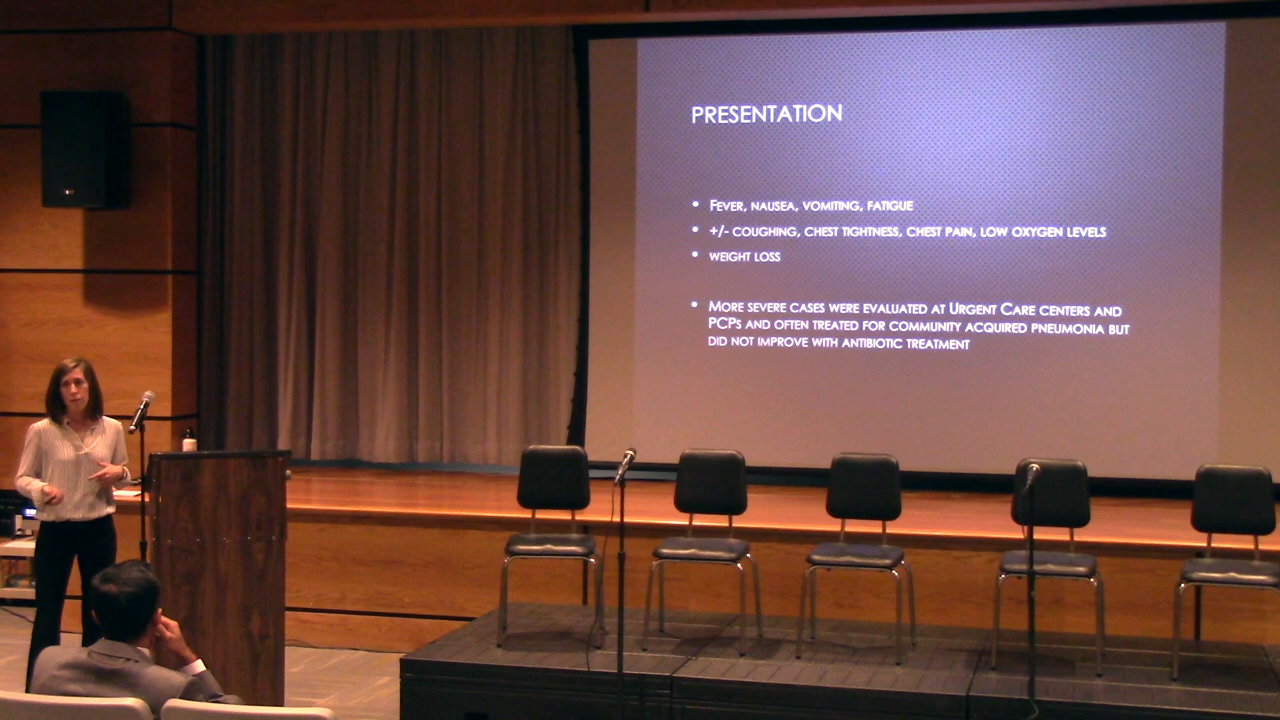 PRESENTATION
• FEVER, NAUSEA, VOMITING, FATIGUE
• +/- COUGHING, CHEST TIGHTNESS, CHEST PAIN, LOW OXYGEN LEVELS
• WEIGHT LOSS
• MORE SEVERE CASES WERE EVALUATED AT URGENT CARE CENTERS AND
PCPS AND OFTEN TREATED FOR COMMUNITY ACQUIRED PNEUMONIA BUT
DID NOT IMPROVE WITH ANTIBIOTIC TREATMENT